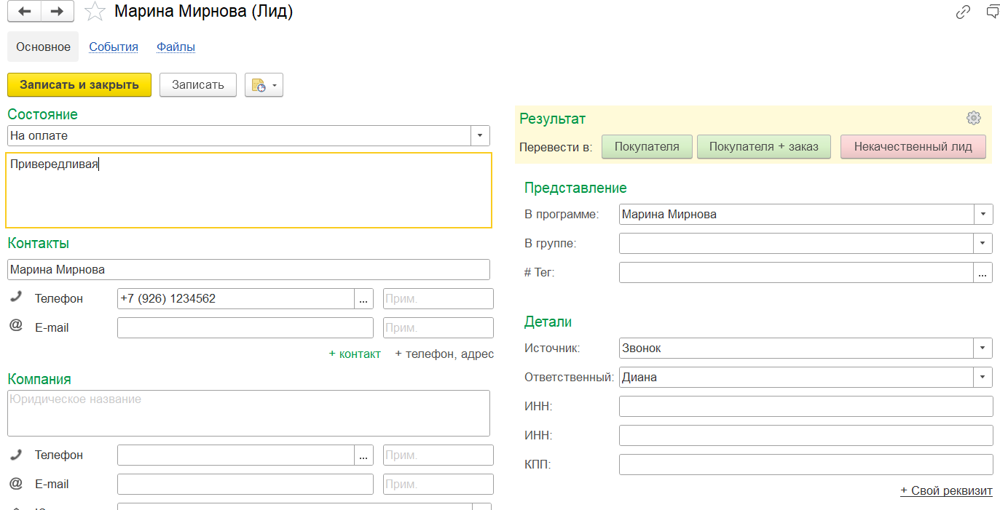 Марина Мирнова (Лид)
Основное События Файлы
Записать и закрыть Записать
Состояние
На оплате
Привередливая
Контакты
Марина Мирнова
Телефон +7 (926) 1234562 ... Прим.
@ E-mail Прим.
+ контакт + телефон, адрес
Компания
Юридическое название
Телефон ... Прим.
@ E-mail Прим.
Результат
Перевести в: Покупателя Покупателя + заказ Некачественный лид
Представление
В программе: Марина Мирнова
В группе:
# Тег: ...
Детали
Источник: Звонок
Ответственный: Диана
ИНН:
ИНН:
КПП:
+ Свой реквизит